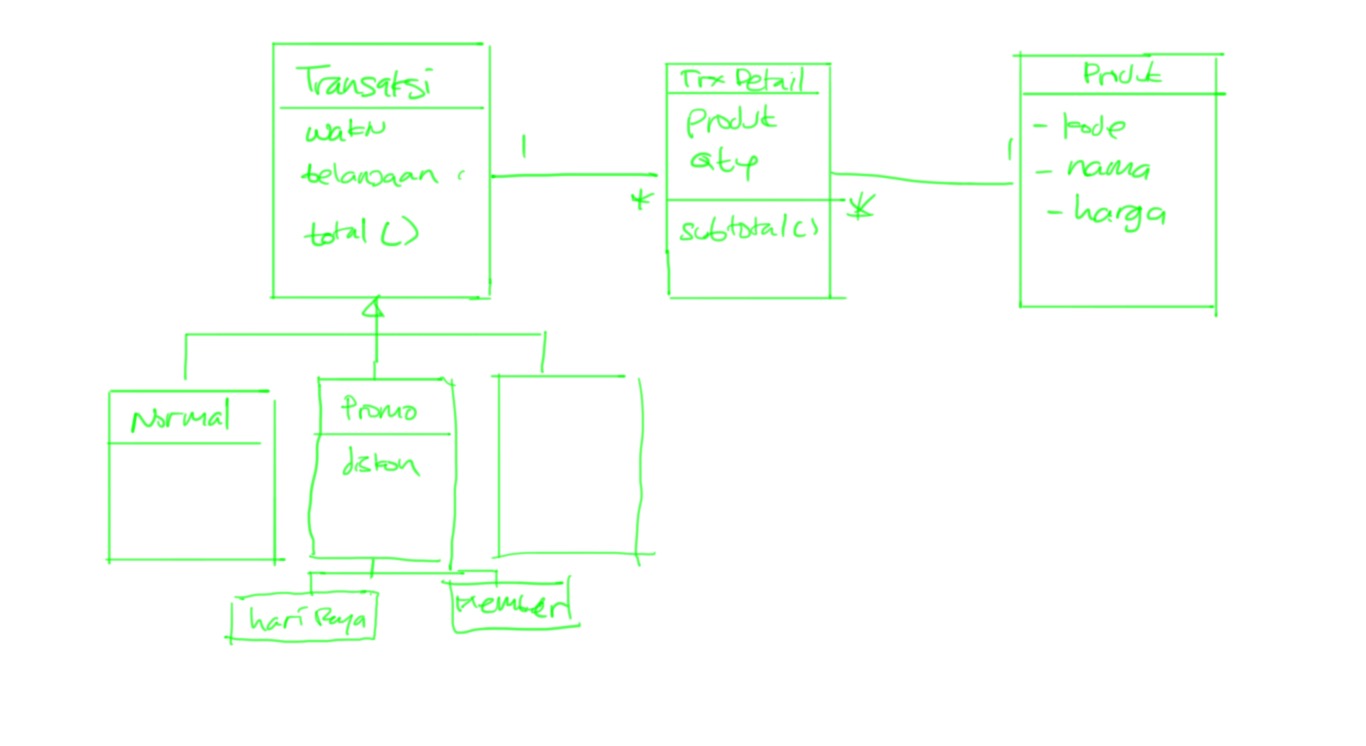 Transaksi
waktu
belanjaan
total()
1
*
Trx Detail
Produk
Qty
subtotal()
*
1
Produk
- kode
- nama
- harga
Normal
Promo
diskon
hari Raya
Member